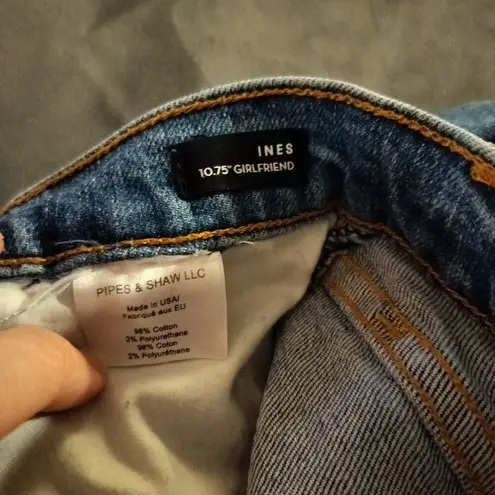 INES
10.75" GIRLFRIEND
PIPES & SHAW LLC
Made in USA/
Fabriqué aux EU
98% Cotton
2% Polyurethane
98% Coton
2% Polyuréthane